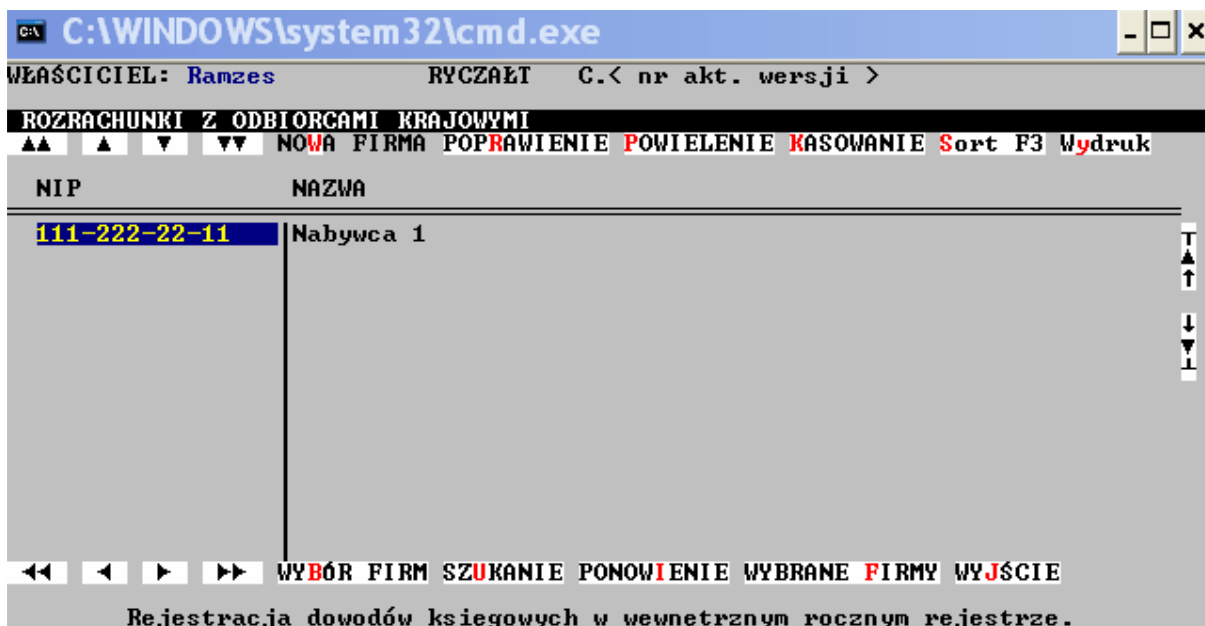 C:\WINDOWS\system32\cmd.exe
WŁAŚCICIEL: Ramzes RYCZAŁT C.< nr akt. wersji >
ROZRACHUNKI Z ODBIORCAMI KRAJOWYMI
NOWA FIRMA POPRAWIENIE POWIELENIE KASOWANIE Sort F3 Wydruk
NIP NAZWA
111-222-22-11 Nabywca 1
WYBÓR FIRM SZUKANIE PONOWIENIE WYBRANE FIRMY WYJŚCIE
Rejestracja dowodów księgowych w wewnętrznym rocznym rejestrze.